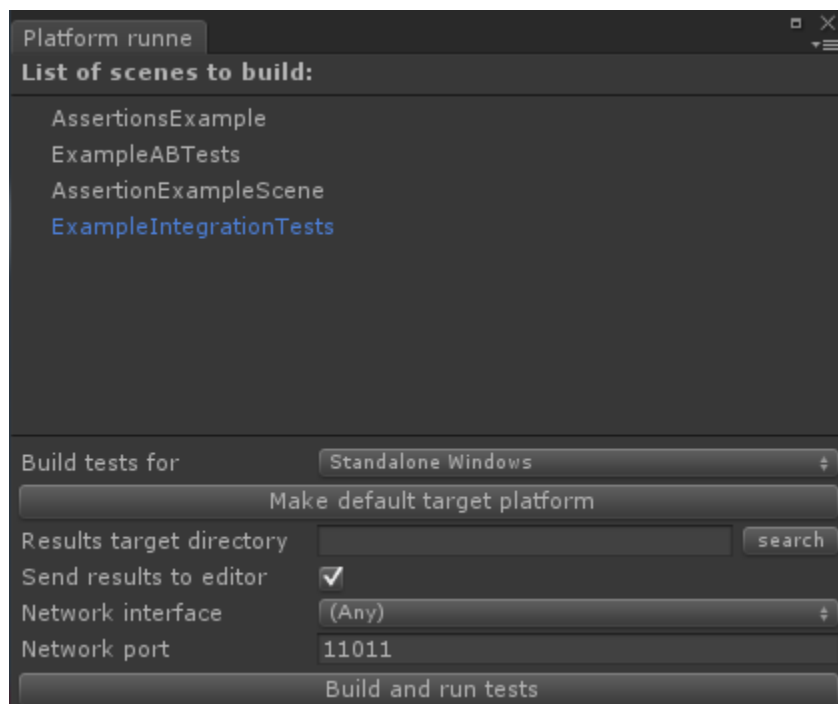 Platform runne
List of scenes to build:
AssertionsExample
ExampleABTests
AssertionExampleScene
ExampleIntegrationTests
Build tests for Standalone Windows
Make default target platform
Results target directory search
Send results to editor
Network interface (Any)
Network port 11011
Build and run tests